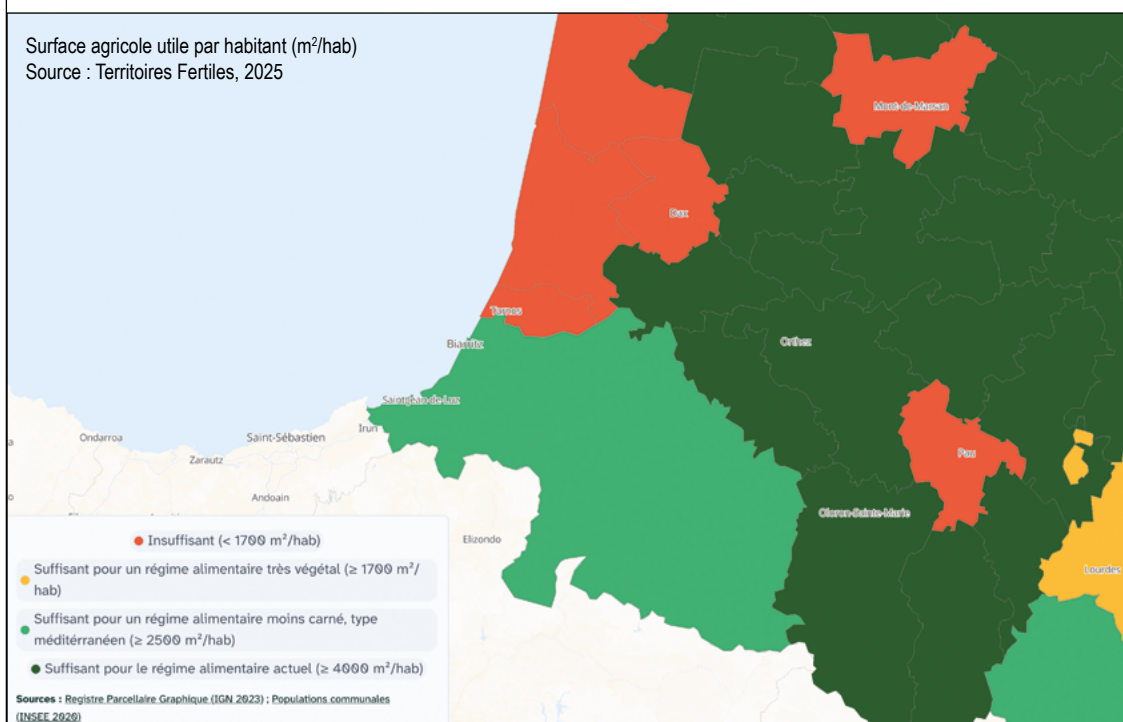 Surface agricole utile par habitant (m²/hab)
Source : Territoires Fertiles, 2025
Mont-de-Marsan
Dax
Tarnos
Biarritz
Orthez
Saint-Jean-de-Luz
Ondarroa
Saint-Sébastien
Irun
Zarautz
Pau
Andoain
Oloron-Sainte-Marie
Elizondo
Lourdes
Insuffisant (< 1700 m²/hab)
Suffisant pour un régime alimentaire très végétal (≥ 1700 m²/
hab)
Suffisant pour un régime alimentaire moins carné, type
méditérranéen (≥ 2500 m²/hab)
Suffisant pour le régime alimentaire actuel (≥ 4000 m²/hab)
Sources : Registre Parcellaire Graphique (IGN 2023) ; Populations communales
(INSEE 2020)